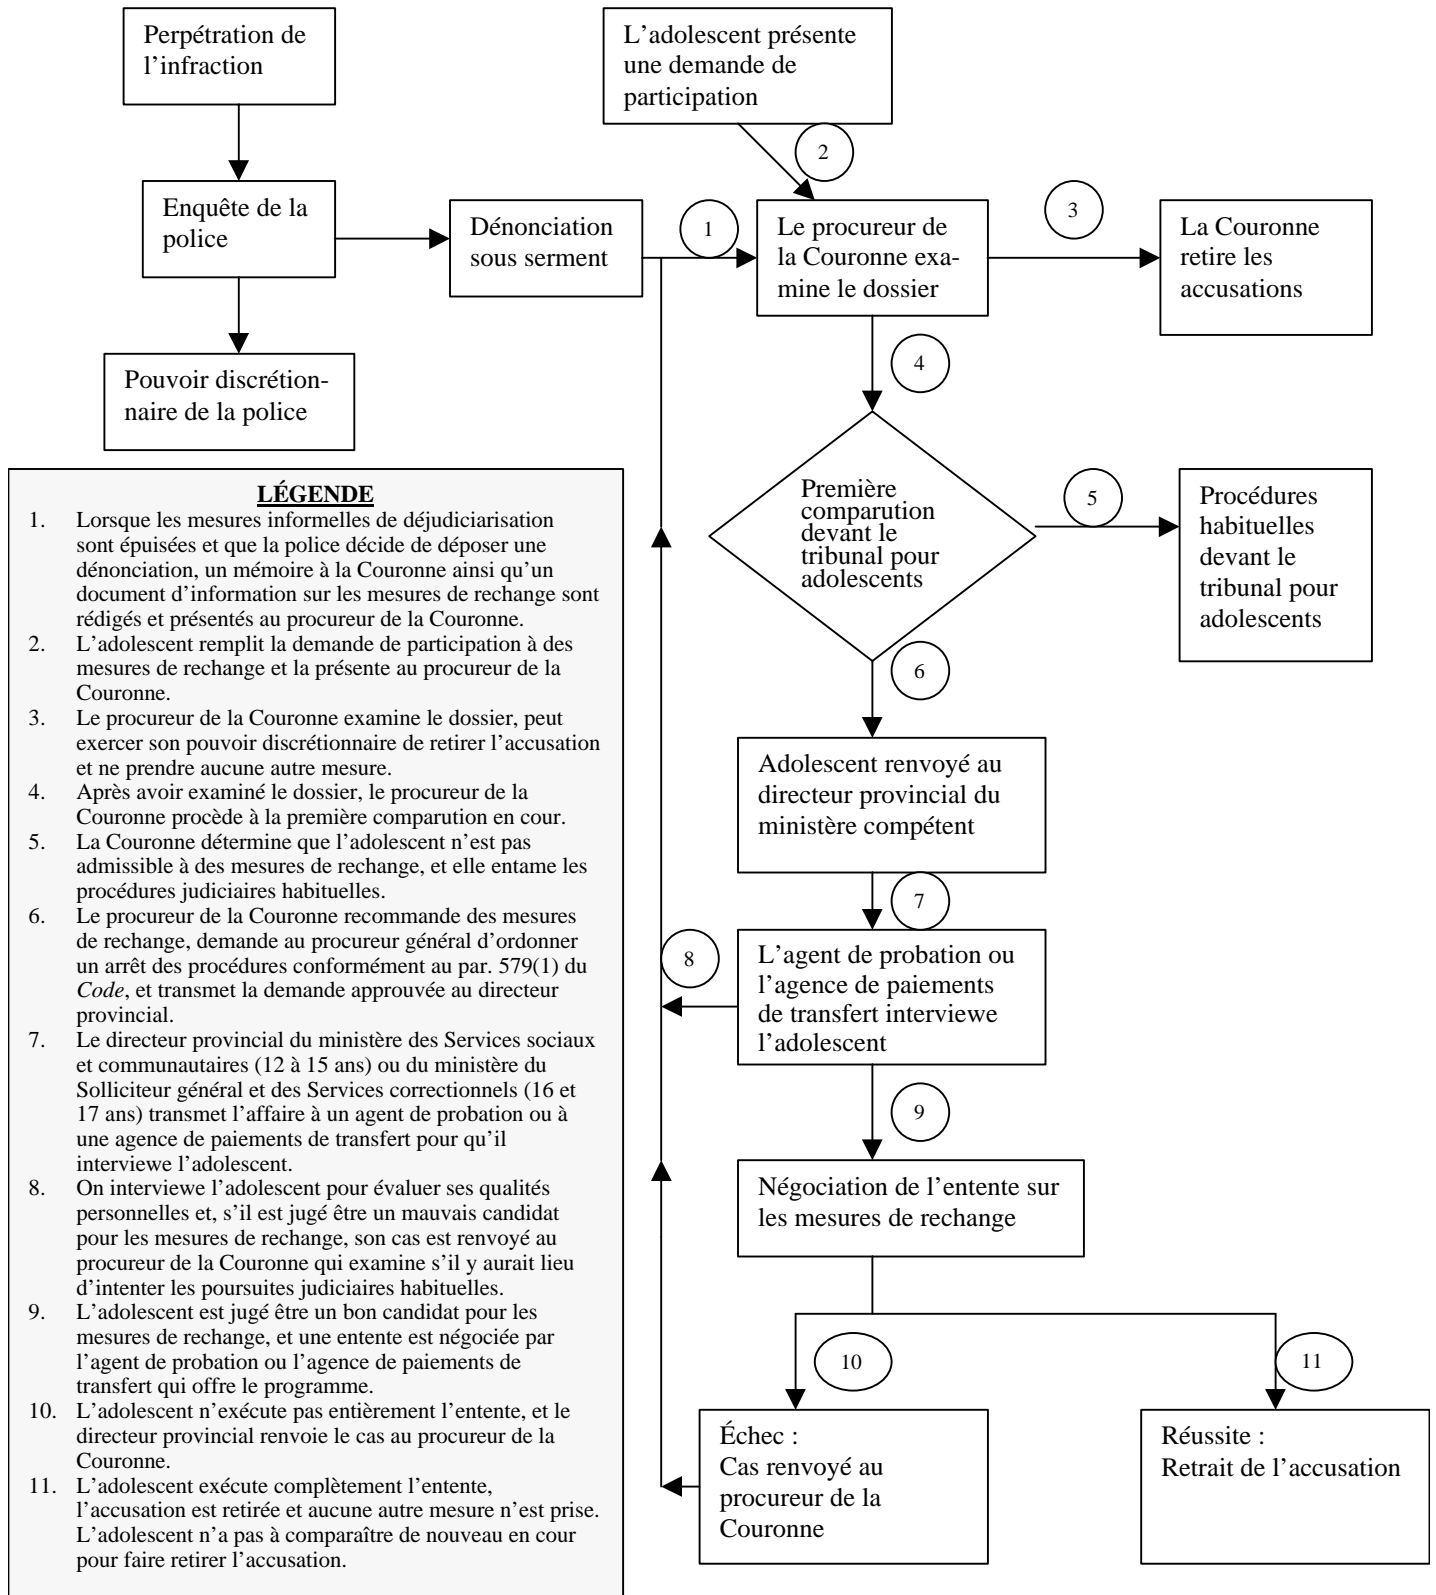 Perpétration de
l’infraction
L’adolescent présente
une demande de
participation
2
Enquête de la
police
Dénonciation
sous serment
1
Le procureur de
la Couronne exa-
mine le dossier
3
La Couronne
retire les
accusations
Pouvoir discrétion-
naire de la police
4
Première
comparution
devant le
tribunal pour
adolescents
5
Procédures
habituelles
devant le
tribunal pour
adolescents
6
Adolescent renvoyé au
directeur provincial du
ministère compétent
7
8
L’agent de probation ou
l’agence de paiements
de transfert interviewe
l’adolescent
9
Négociation de l’entente sur
les mesures de rechange
10
11
Échec :
Cas renvoyé au
procureur de la
Couronne
Réussite :
Retrait de l’accusation
LÉGENDE
1. Lorsque les mesures informelles de déjudiciarisation
sont épuisées et que la police décide de déposer une
dénonciation, un mémoire à la Couronne ainsi qu’un
document d’information sur les mesures de rechange sont
rédigés et présentés au procureur de la Couronne.
2. L’adolescent remplit la demande de participation à des
mesures de rechange et la présente au procureur de la
Couronne.
3. Le procureur de la Couronne examine le dossier, peut
exercer son pouvoir discrétionnaire de retirer l’accusation
et ne prendre aucune autre mesure.
4. Après avoir examiné le dossier, le procureur de la
Couronne procède à la première comparution en cour.
5. La Couronne détermine que l’adolescent n’est pas
admissible à des mesures de rechange, et elle entame les
procédures judiciaires habituelles.
6. Le procureur de la Couronne recommande des mesures
de rechange, demande au procureur général d’ordonner
un arrêt des procédures conformément au par. 579(1) du
Code, et transmet la demande approuvée au directeur
provincial.
7. Le directeur provincial du ministère des Services sociaux
et communautaires (12 à 15 ans) ou du ministère du
Solliciteur général et des Services correctionnels (16 et
17 ans) transmet l’affaire à un agent de probation ou à
une agence de paiements de transfert pour qu’il
interviewe l’adolescent.
8. On interviewe l’adolescent pour évaluer ses qualités
personnelles et, s’il est jugé être un mauvais candidat
pour les mesures de rechange, son cas est renvoyé au
procureur de la Couronne qui examine s’il y aurait lieu
d’intenter les poursuites judiciaires habituelles.
9. L’adolescent est jugé être un bon candidat pour les
mesures de rechange, et une entente est négociée par
l’agent de probation ou l’agence de paiements de
transfert qui offre le programme.
10. L’adolescent n’exécute pas entièrement l’entente, et le
directeur provincial renvoie le cas au procureur de la
Couronne.
11. L’adolescent exécute complètement l’entente,
l’accusation est retirée et aucune autre mesure n’est prise.
L’adolescent n’a pas à comparaître de nouveau en cour
pour faire retirer l’accusation.